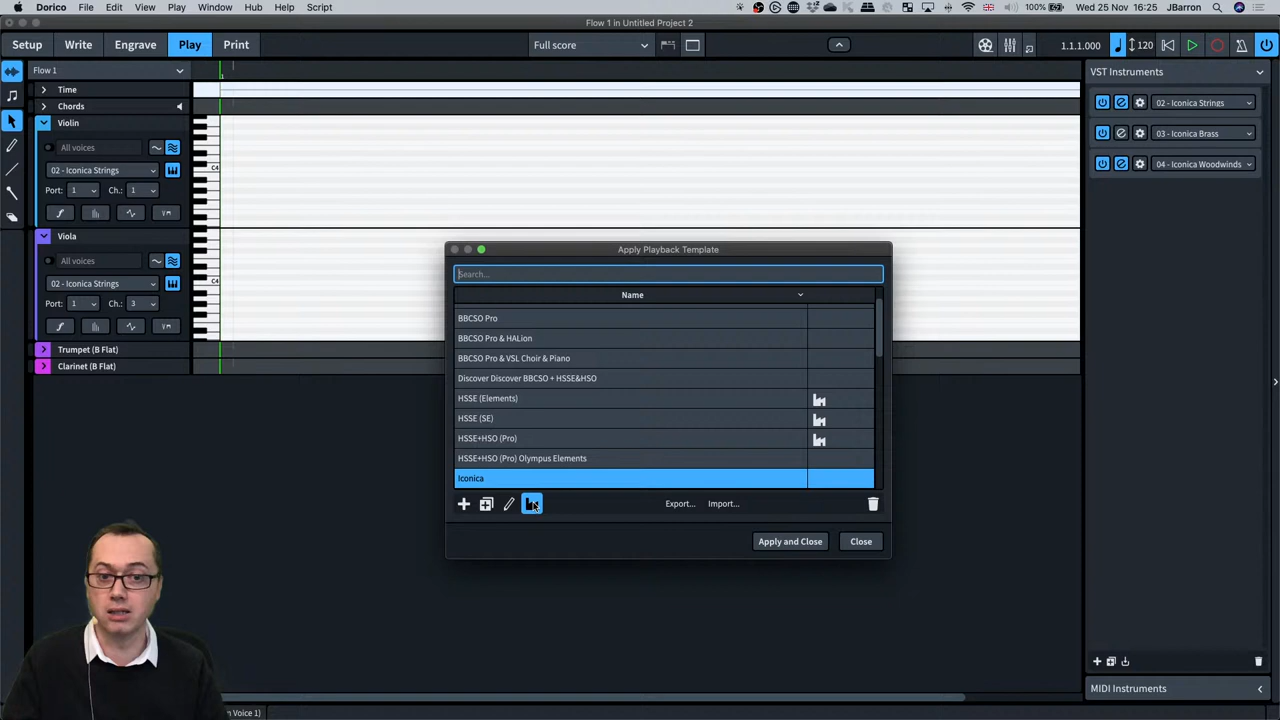 Dorico File Edit View Play Window Hub Help Script
100% Wed 25 Nov 16:25 JBarron
Flow 1 in Untitled Project 2
Setup Write Engrave Play Print Full score 1.1.1.000 120
Flow 1
1
VST Instruments
Time
Chords
02 - Iconica Strings
Violin
03 - Iconica Brass
All voices
04 - Iconica Woodwinds
C4
02 - Iconica Strings
Port: 1 Ch.: 1
Viola
All voices
C4
02 - Iconica Strings
Port: 1 Ch.: 3
Trumpet (B Flat)
Clarinet (B Flat)
Apply Playback Template
Search...
Name
BBCSO Pro
BBCSO Pro & HALion
BBCSO Pro & VSL Choir & Piano
Discover Discover BBCSO + HSSE&HSO
HSSE (Elements)
HSSE (SE)
HSSE+HSO (Pro)
HSSE+HSO (Pro) Olympus Elements
Iconica
Export... Import...
Apply and Close Close
MIDI Instruments
n Voice 1)